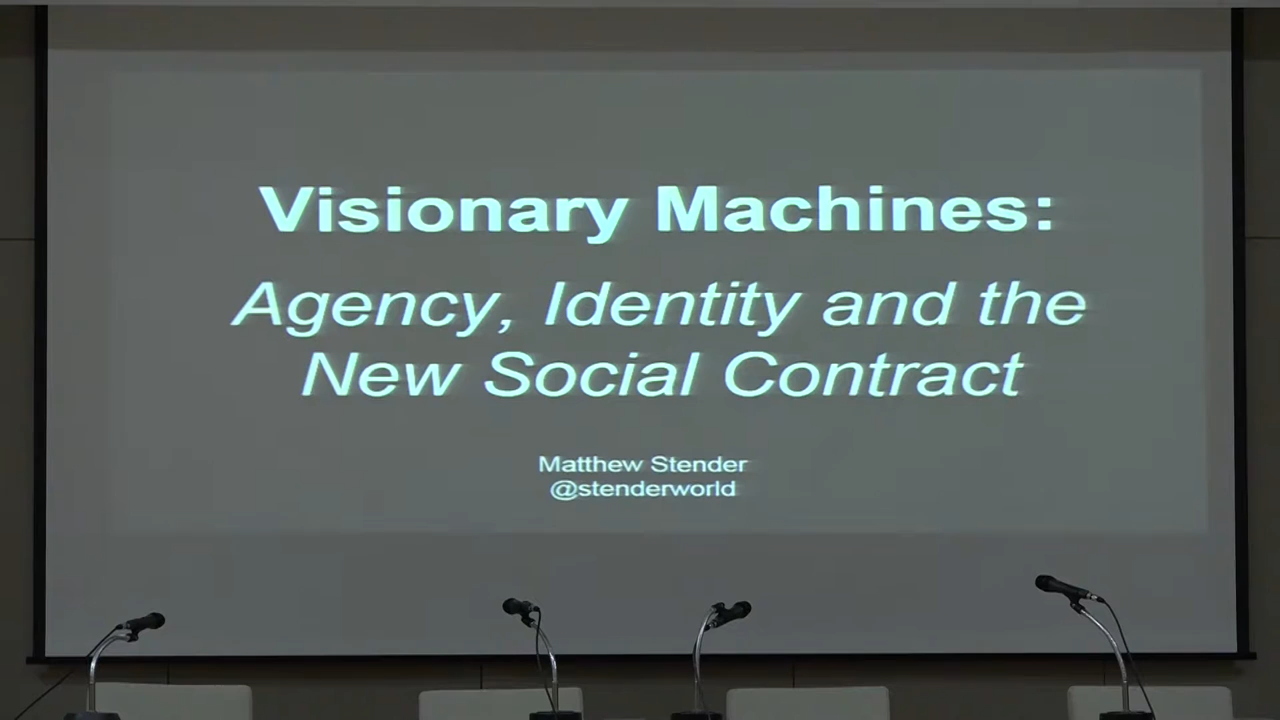 Visionary Machines:
Agency, Identity and the
New Social Contract
Matthew Stender
@stenderworld